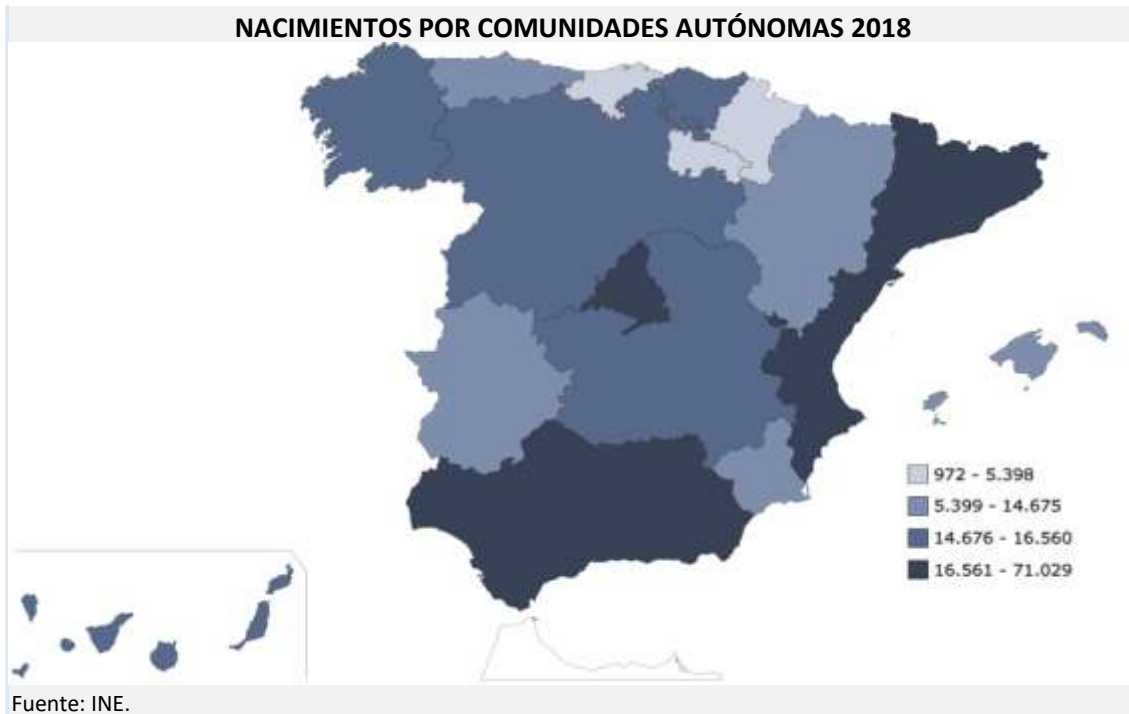 NACIMIENTOS POR COMUNIDADES AUTÓNOMAS 2018
972 - 5.398
5.399 - 14.675
14.676 - 16.560
16.561 - 71.029
Fuente: INE.